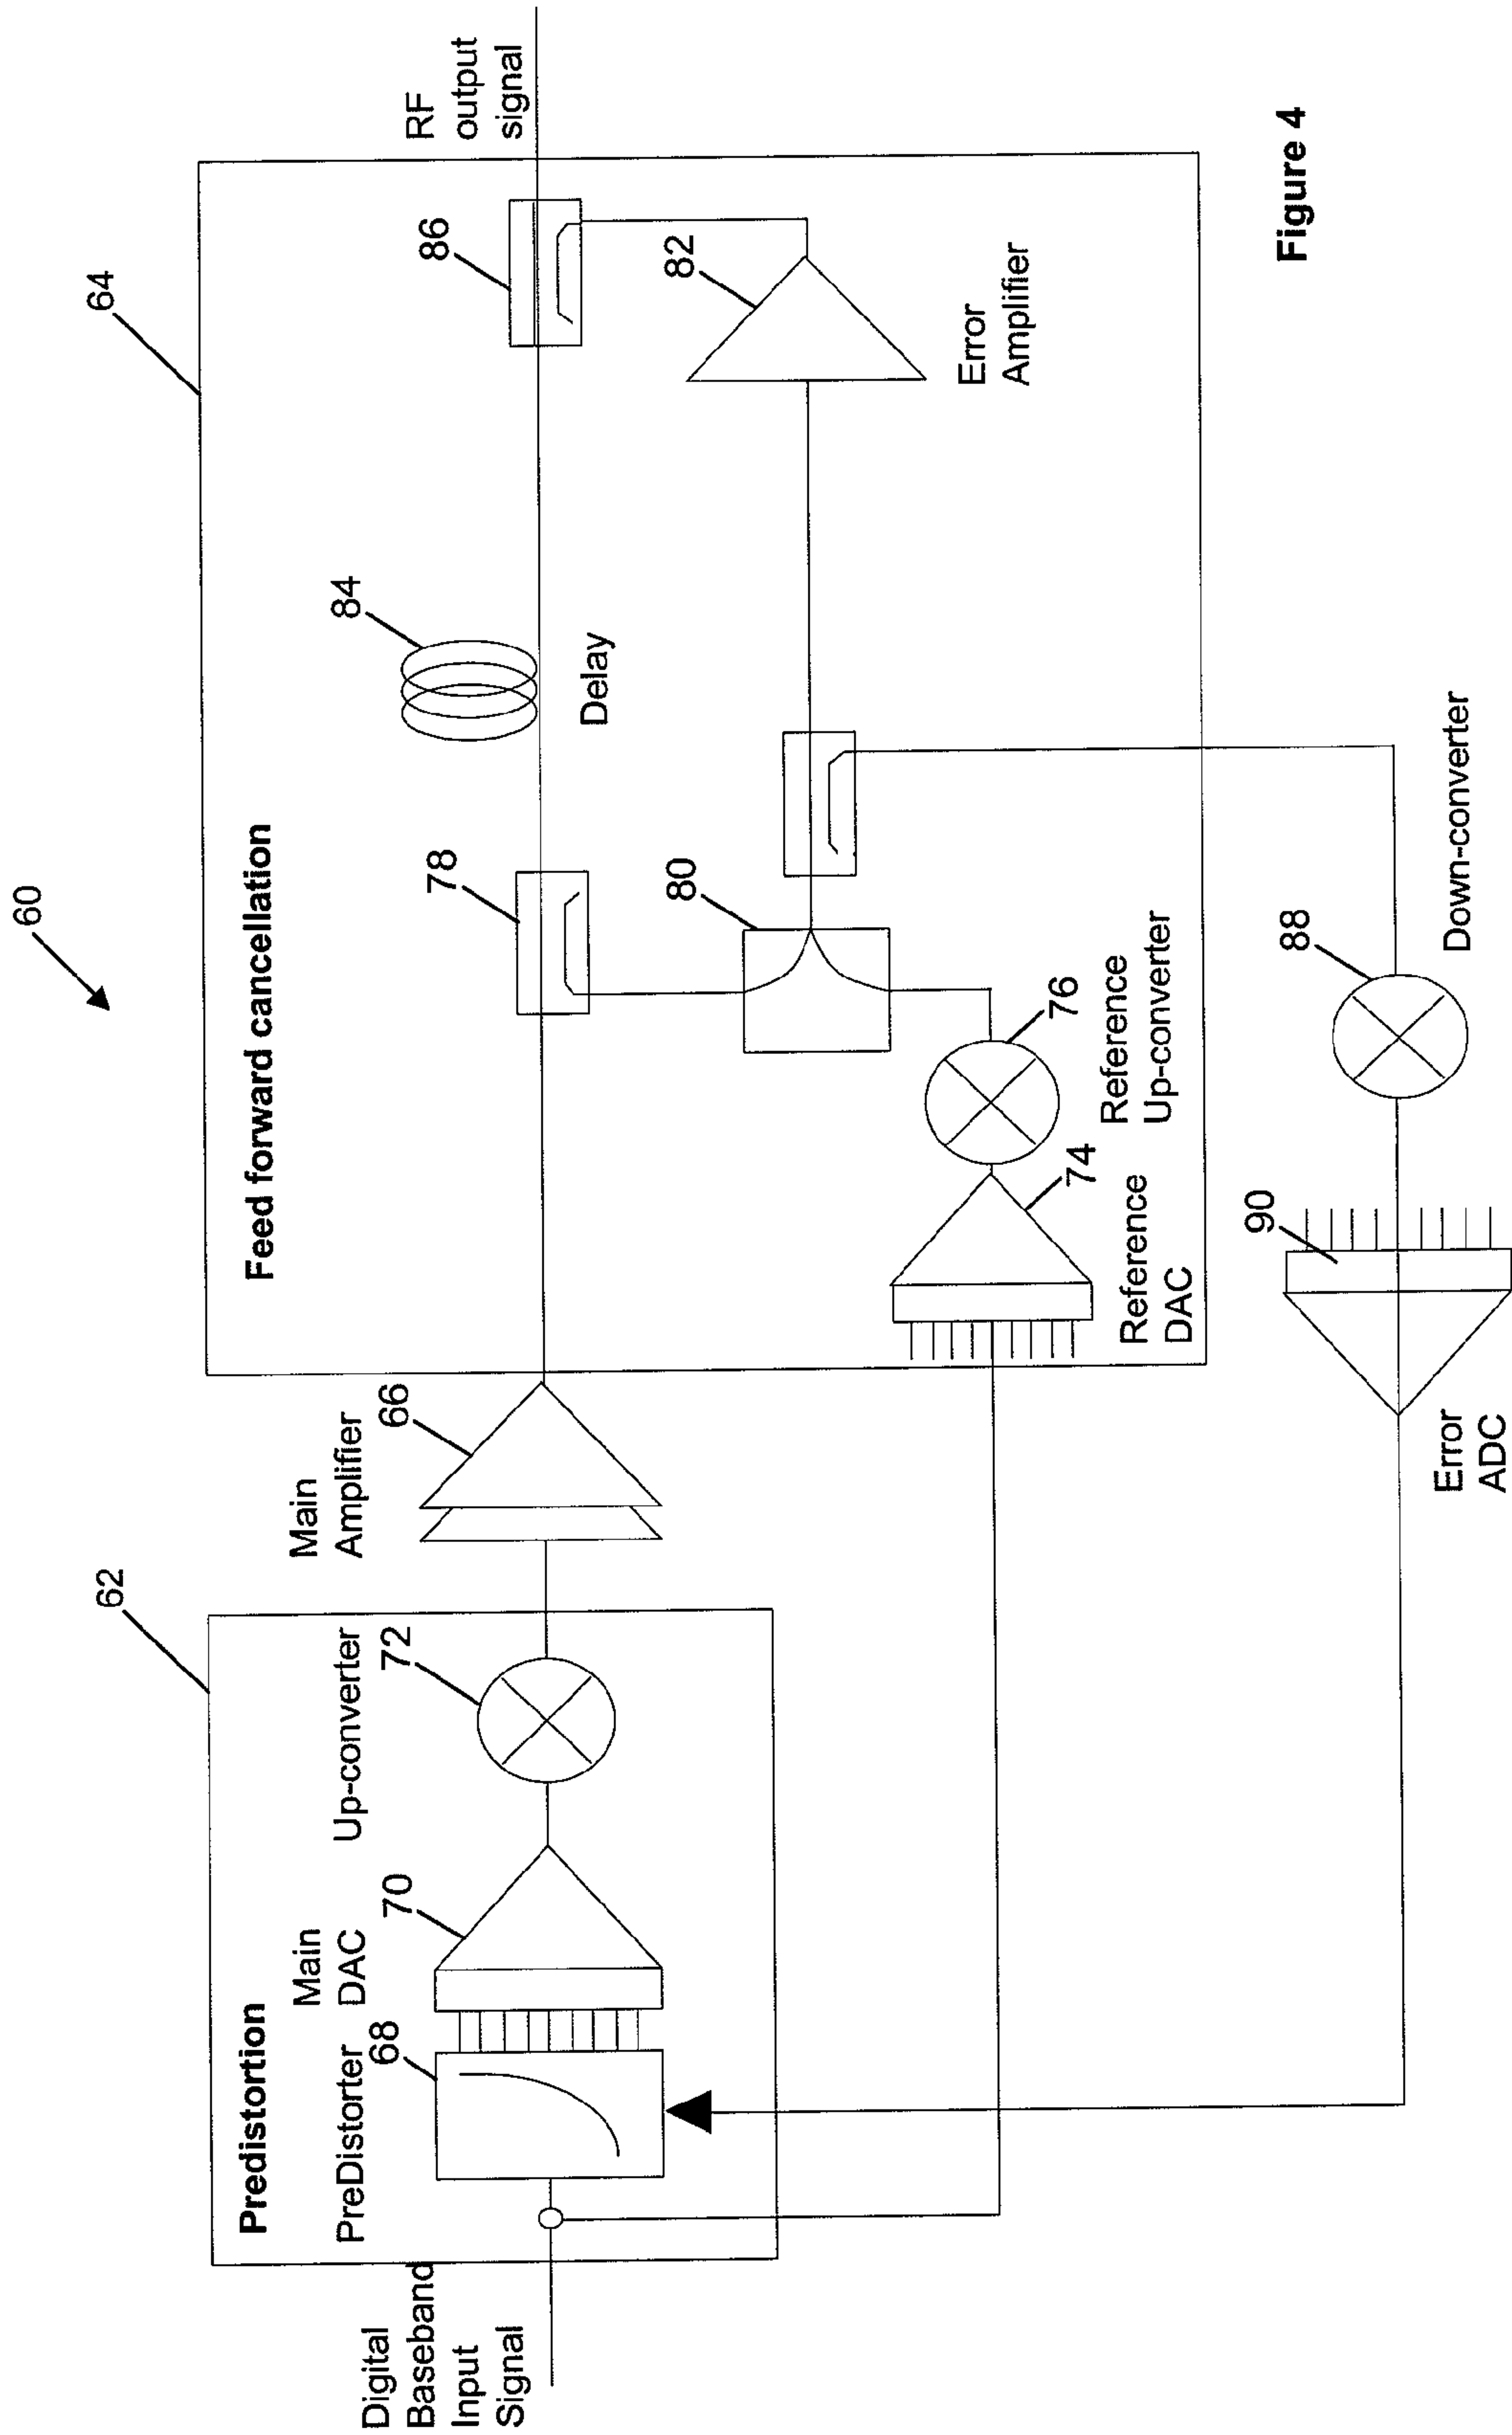 60
62
64
Predistortion
Feed forward cancellation
Digital
Baseband
Input
Signal
PreDistorter
68
Main
DAC
70
Up-converter
72
Main
Amplifier
66
78
84
Delay
86
RF
output
signal
80
82
Error
Amplifier
Reference
DAC
74
Reference
Up-converter
76
Error
ADC
90
88
Down-converter
Figure 4